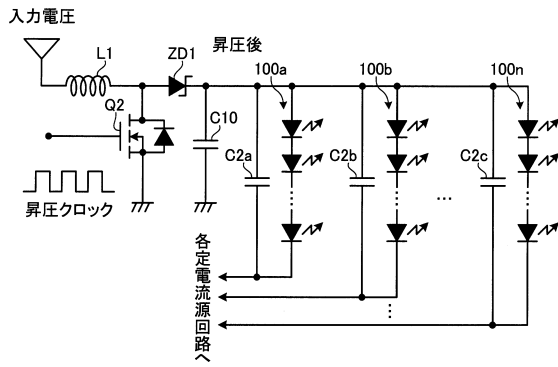 入力電圧
L1
ZD1
昇圧後
Q2
C10
昇圧クロック
100a
100b
100n
C2a
C2b
C2c
...
各定電流源回路へ